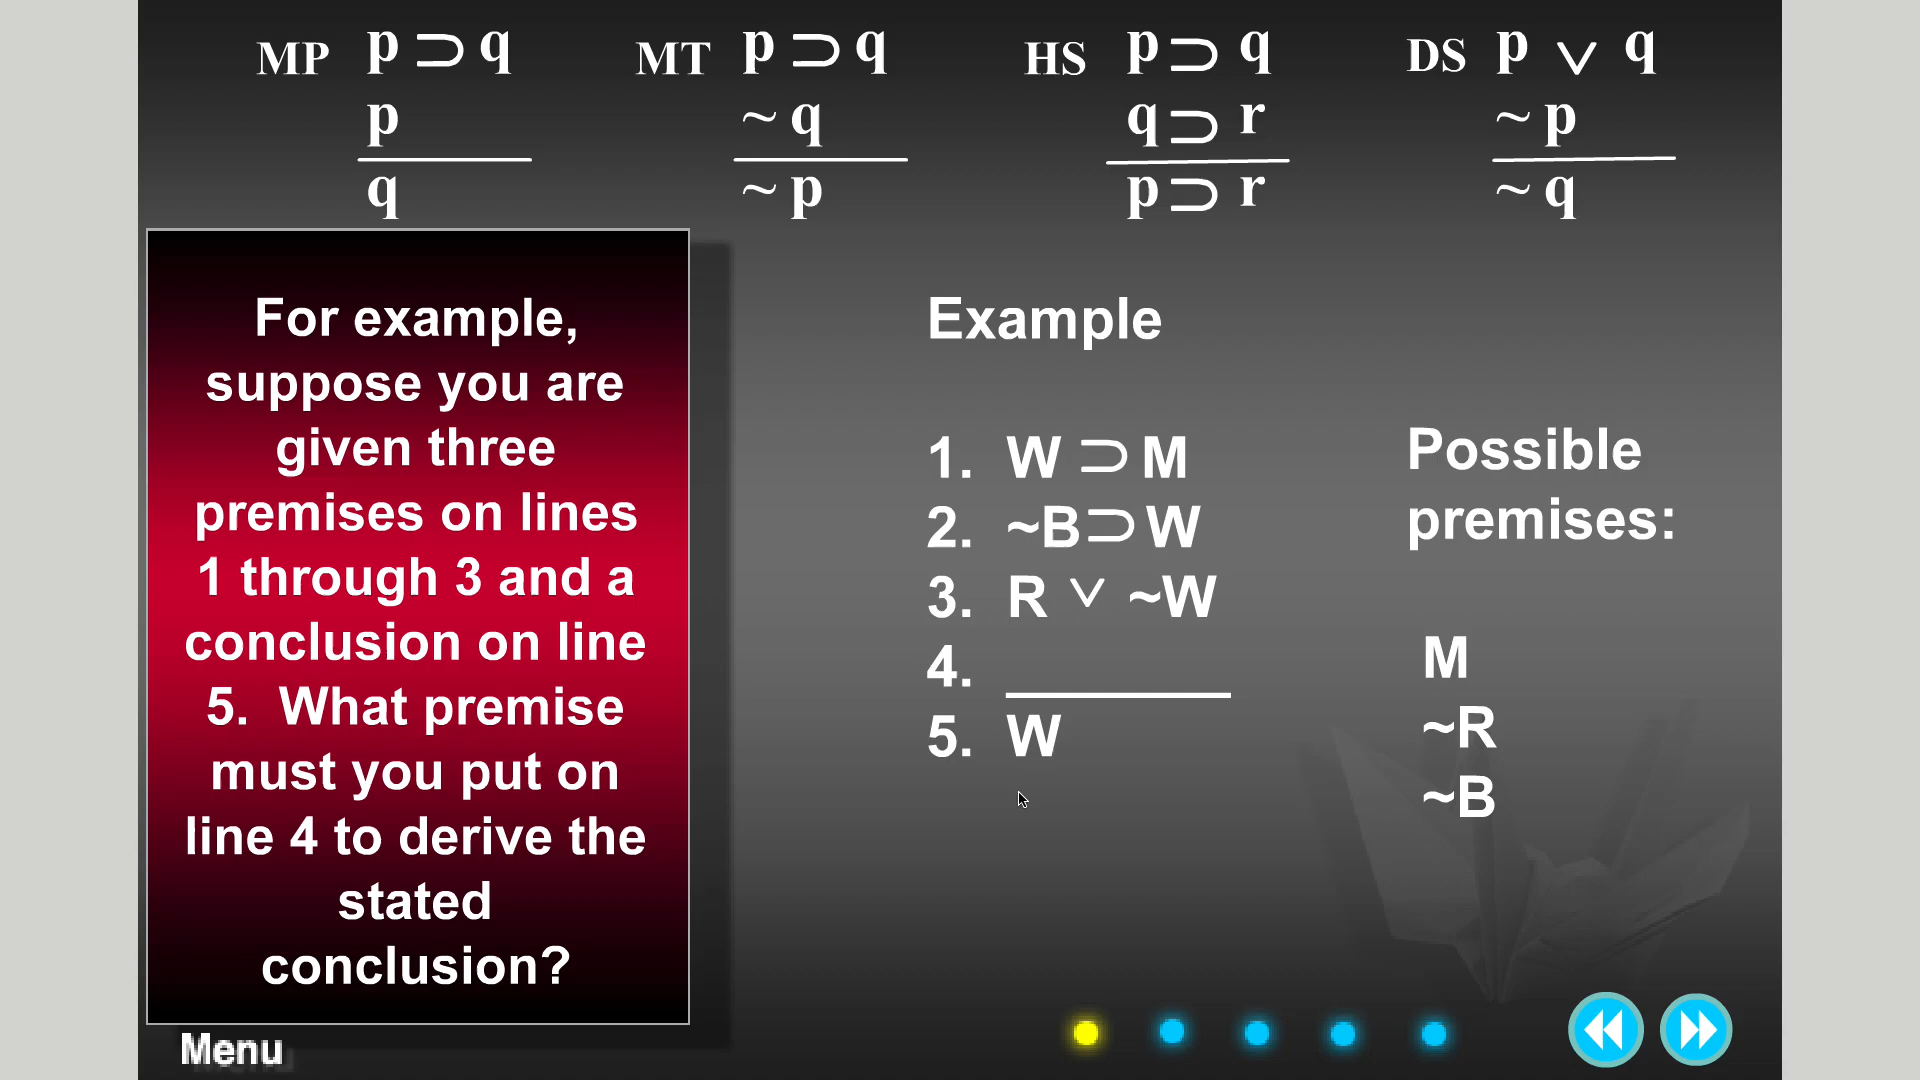 MP p ⊃ q MT p ⊃ q HS p ⊃ q DS p ∨ q
p ~ q q ⊃ r ~ p
q ~ p p ⊃ r ~ q
For example,
suppose you are
given three
premises on lines
1 through 3 and a
conclusion on line
5. What premise
must you put on
line 4 to derive the
stated
conclusion?
Example
1. W ⊃ M
2. ~B ⊃ W
3. R ∨ ~W
4. __________
5. W
Possible
premises:
M
~R
~B
Menu